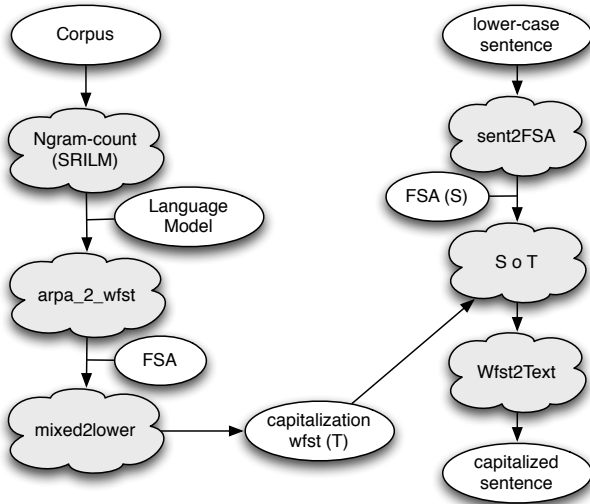 Corpus
Ngram-count
(SRILM)
Language
Model
arpa_2_wfst
FSA
mixed2lower
capitalization
wfst (T)
lower-case
sentence
sent2FSA
FSA (S)
S o T
Wfst2Text
capitalized
sentence